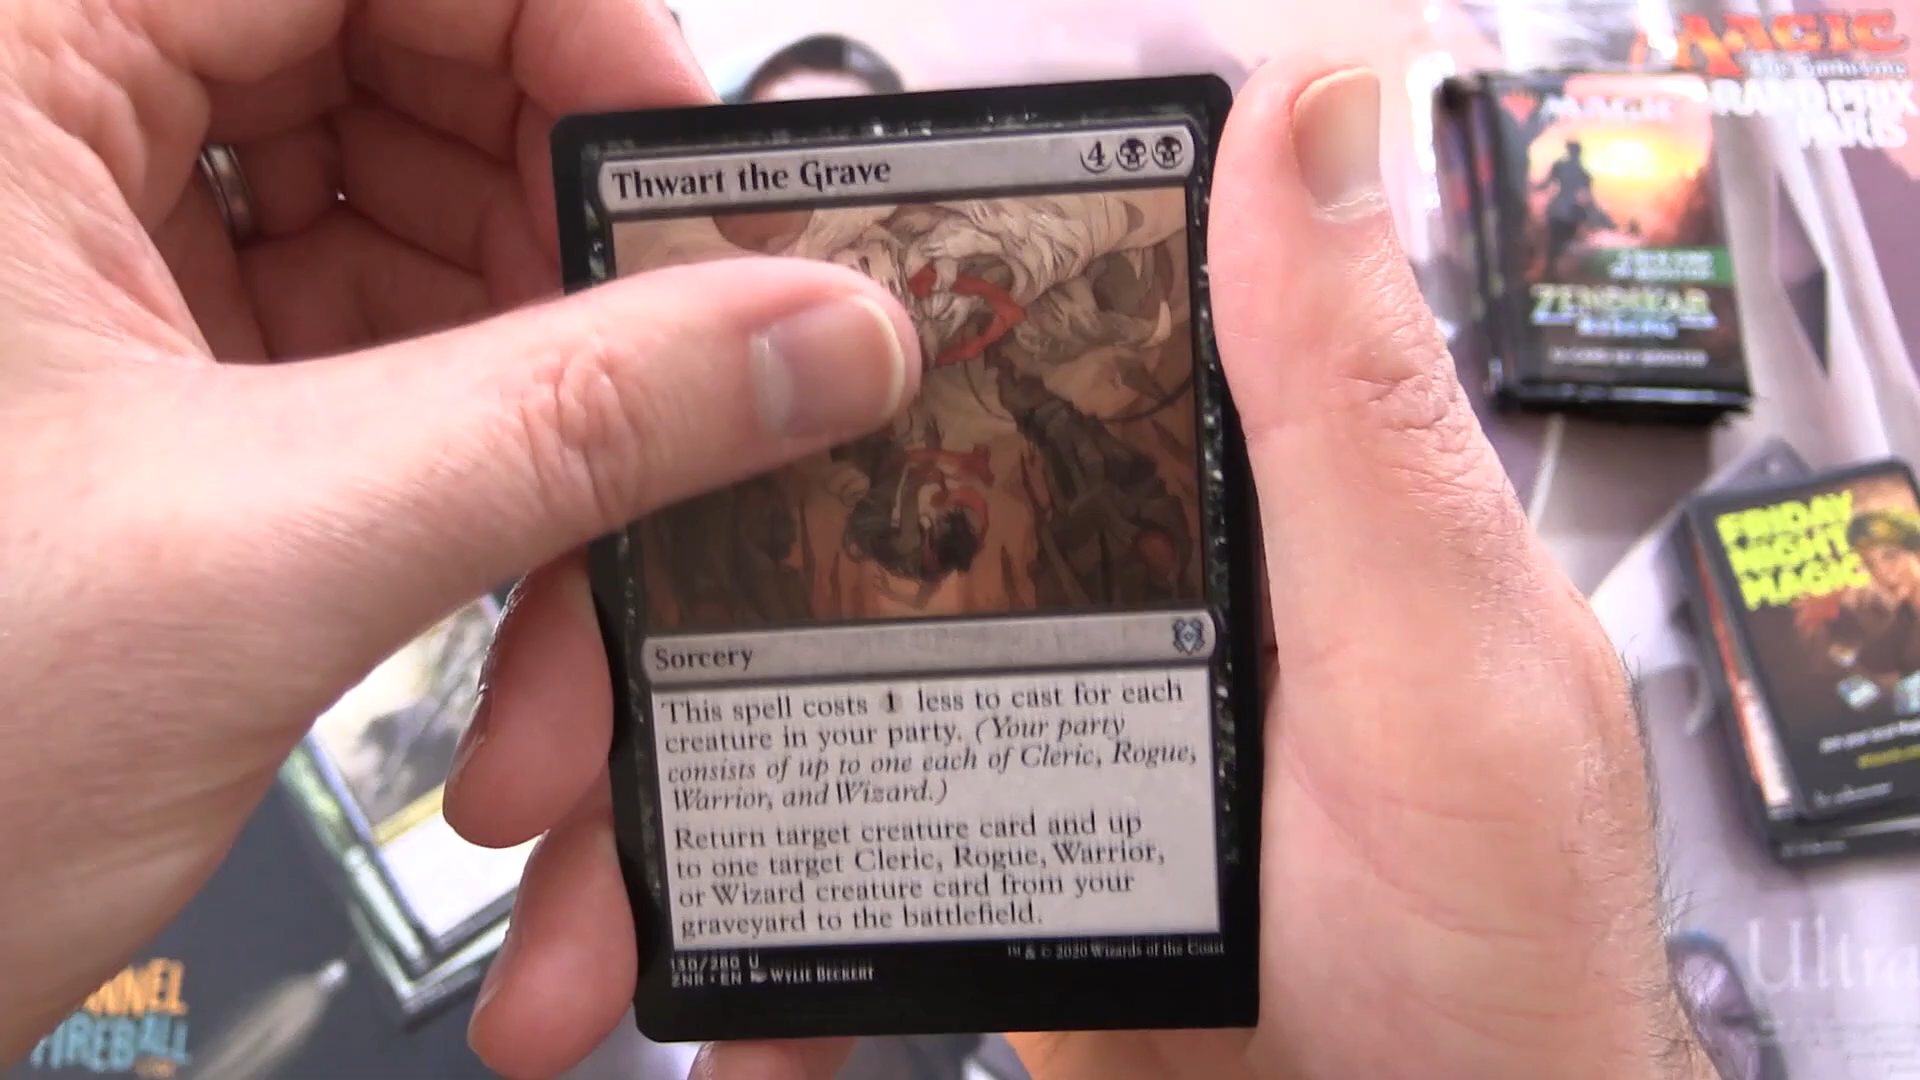 Thwart the Grave 4
Sorcery
This spell costs 1 less to cast for each
creature in your party. (Your party
consists of up to one each of Cleric, Rogue,
Warrior, and Wizard.)
Return target creature card and up
to one target Cleric, Rogue, Warrior,
or Wizard creature card from your
graveyard to the battlefield.
130/280 U
ZNR • EN WYLIE BECKERT
™ & © 2020 Wizards of the Coast
MAGIC
The Gathering
GRAND PRIX
PARIS
MAGIC
ZENDIKAR
RISING
FRIDAY
NIGHT
MAGIC
Ultra
CHANNEL
FIREBALL